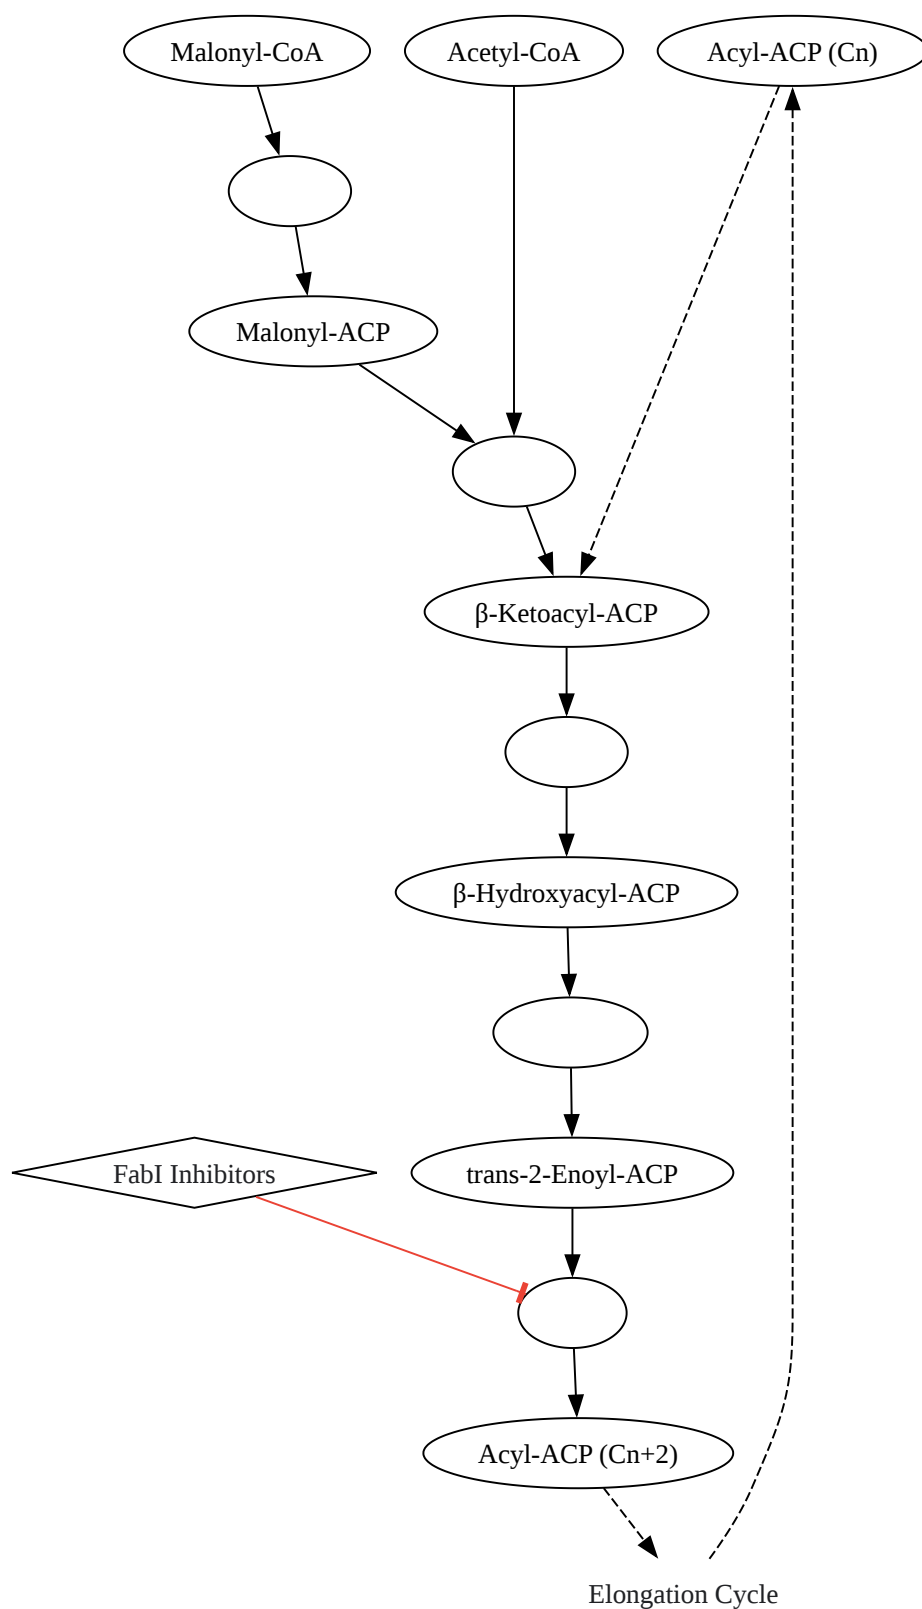 Malonyl-CoA
Acetyl-CoA
Acyl-ACP (Cn)
Malonyl-ACP
β-Ketoacyl-ACP
β-Hydroxyacyl-ACP
FabI Inhibitors
trans-2-Enoyl-ACP
Acyl-ACP (Cn+2)
Elongation Cycle